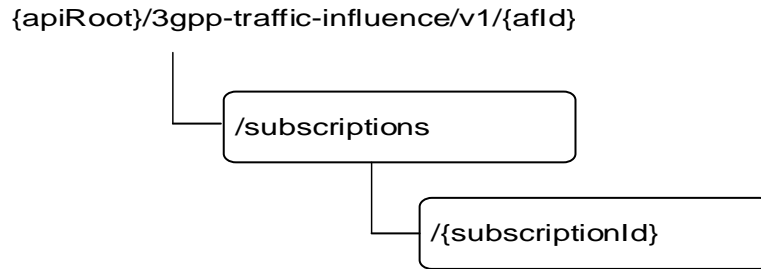 {apiRoot}/3gpp-traffic-influence/v1/{afId}
/subscriptions
/{subscriptionId}